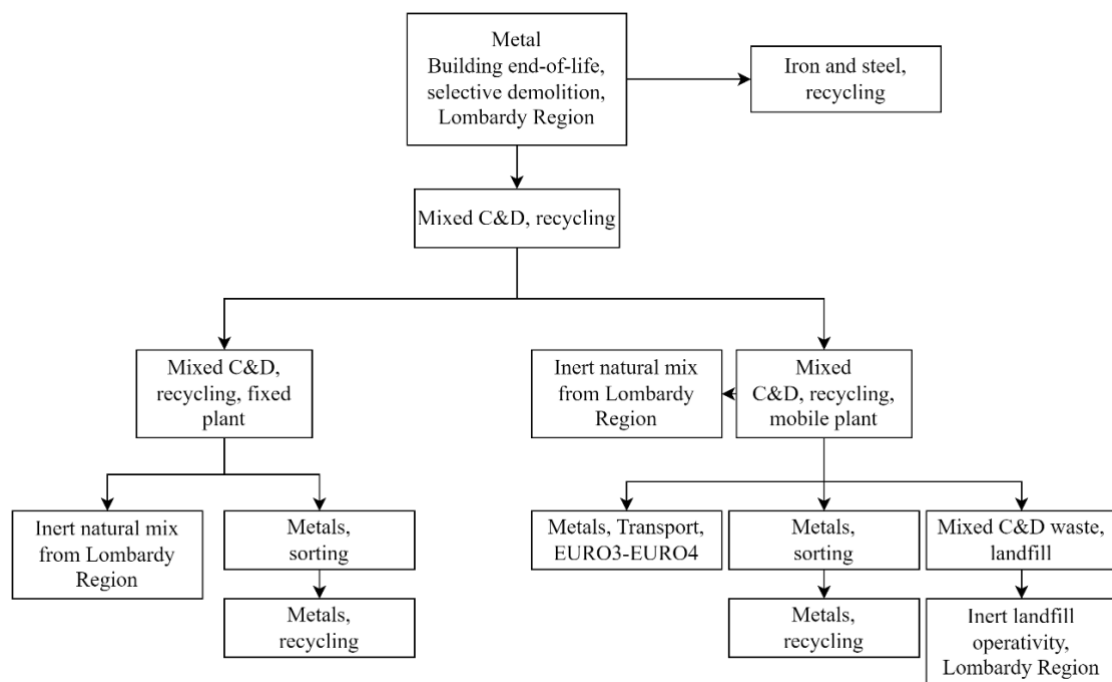 Metal
Building end-of-life,
selective demolition,
Lombardy Region
Iron and steel,
recycling
Mixed C&D, recycling
Mixed C&D,
recycling, fixed
plant
Inert natural mix
from Lombardy
Region
Mixed
C&D, recycling,
mobile plant
Inert natural mix
from Lombardy
Region
Metals,
sorting
Metals, Transport,
EURO3-EURO4
Metals,
sorting
Mixed C&D waste,
landfill
Metals,
recycling
Metals,
recycling
Inert landfill
operativity,
Lombardy Region